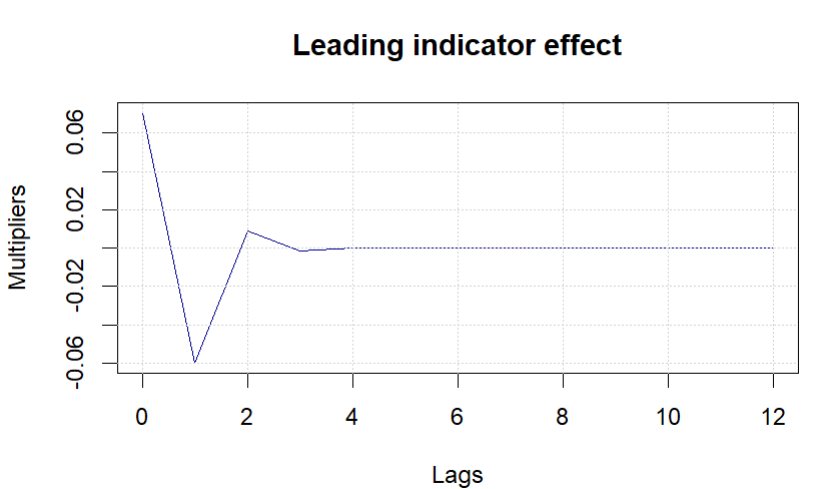 Leading indicator effect
Multipliers
0.06
0.02
-0.02
-0.06
0 2 4 6 8 10 12
Lags